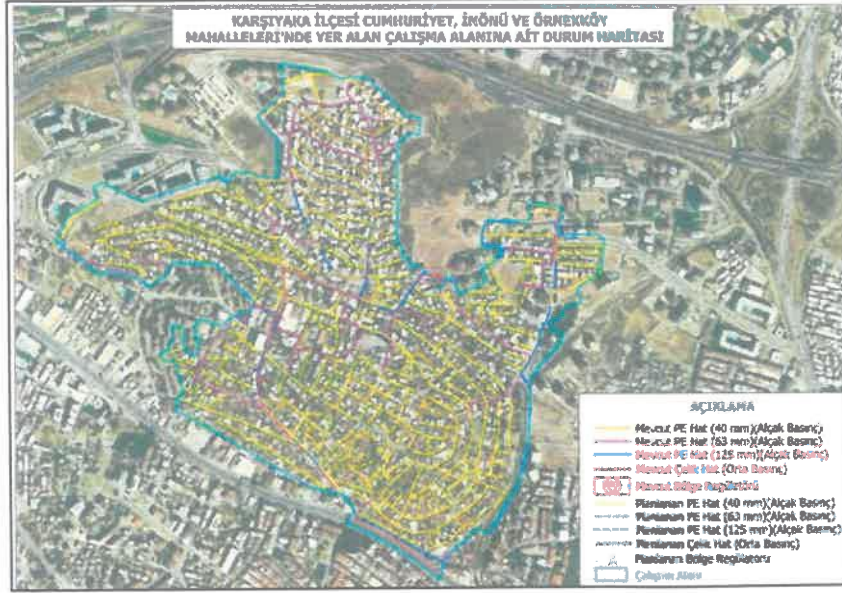 KARŞIYAKA İLÇESİ CUMHURİYET, İNÖNÜ VE ÖRNEKKÖY
MAHALLELERİ'NDE YER ALAN ÇALIŞMA ALANINA AİT DURUM HARİTASI
AÇIKLAMA
Mevcut PE Hat (40 mm)(Alçak Basınç)
Mevcut PE Hat (63 mm)(Alçak Basınç)
Mevcut PE Hat (125 mm)(Alçak Basınç)
Mevcut Çelik Hat (Orta Basınç)
Mevcut Bölge Regülatörü
Planlanan PE Hat (40 mm)(Alçak Basınç)
Planlanan PE Hat (63 mm)(Alçak Basınç)
Planlanan PE Hat (125 mm)(Alçak Basınç)
Planlanan Çelik Hat (Orta Basınç)
Planlanan Bölge Regülatörü
Çalışma Alanı